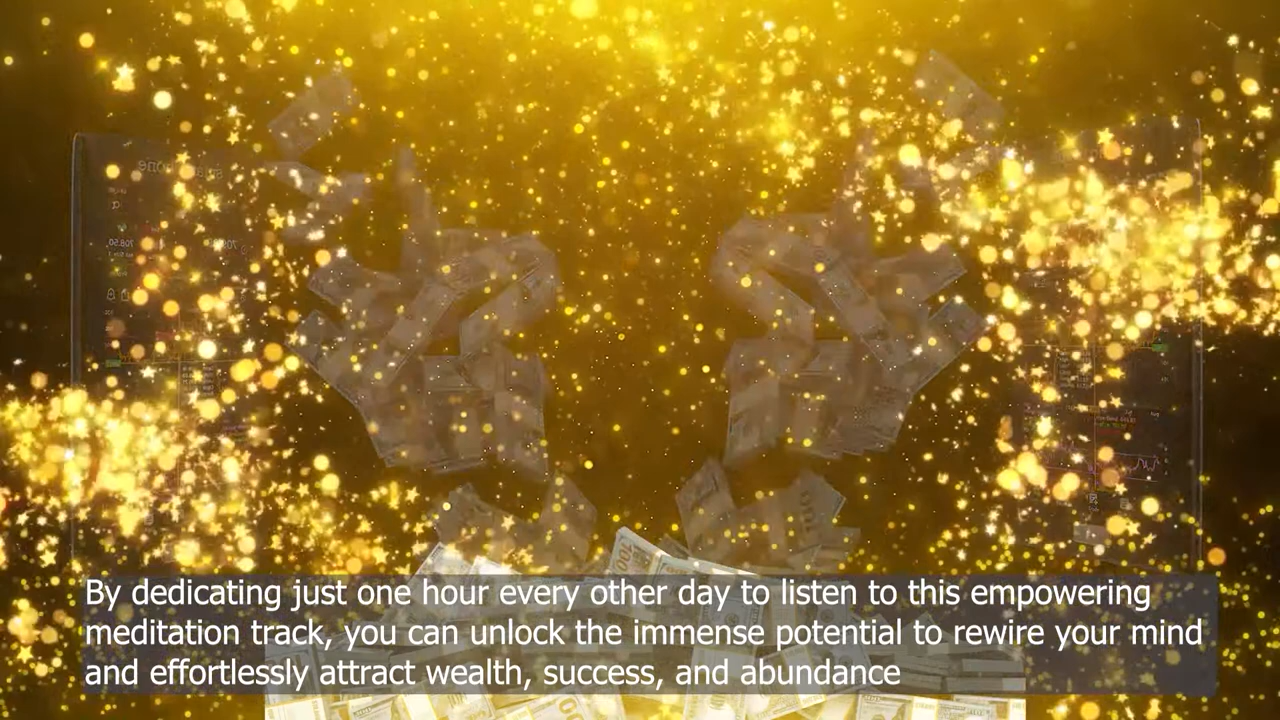 By dedicating just one hour every other day to listen to this empowering
meditation track, you can unlock the immense potential to rewire your mind
and effortlessly attract wealth, success, and abundance